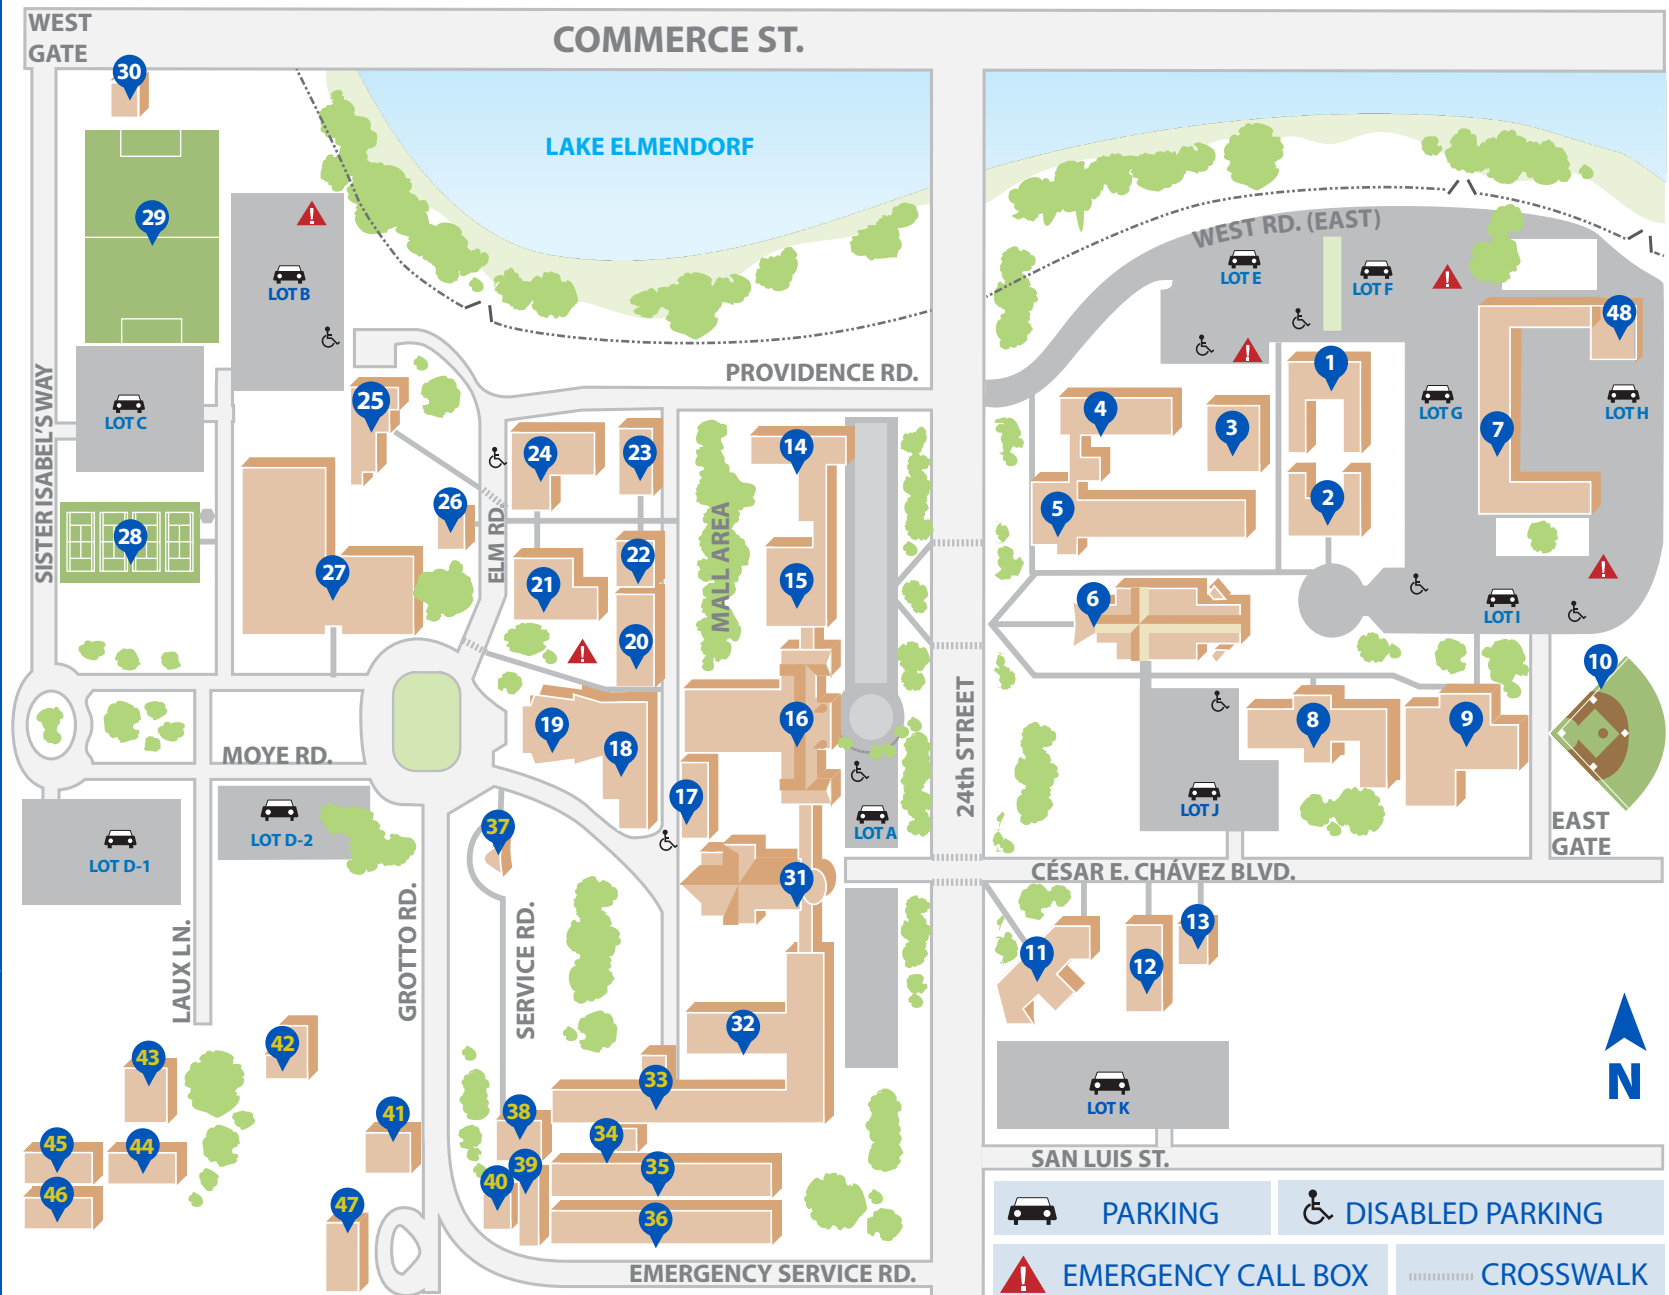 WEST
GATE
COMMERCE ST.
30
LAKE ELMENDORF
29
LOT B
WEST RD. (EAST)
LOT E
LOT F
48
SISTER ISABEL'S WAY
LOT C
25
PROVIDENCE RD.
1
4
3
LOT G
7
LOT H
24
23
14
26
ELM RD.
MALL AREA
5
2
28
27
21
22
15
20
6
LOT I
10
19
18
16
24th STREET
8
9
MOYE RD.
17
LOT A
LOT J
EAST
GATE
LOT D-1
LOT D-2
37
31
CÉSAR E. CHÁVEZ BLVD.
LAUX LN.
GROTTO RD.
SERVICE RD.
11
12
13
32
N
43
42
33
LOT K
41
38
34
45
44
39
35
SAN LUIS ST.
46
40
47
36
PARKING
DISABLED PARKING
EMERGENCY SERVICE RD.
EMERGENCY CALL BOX
CROSSWALK